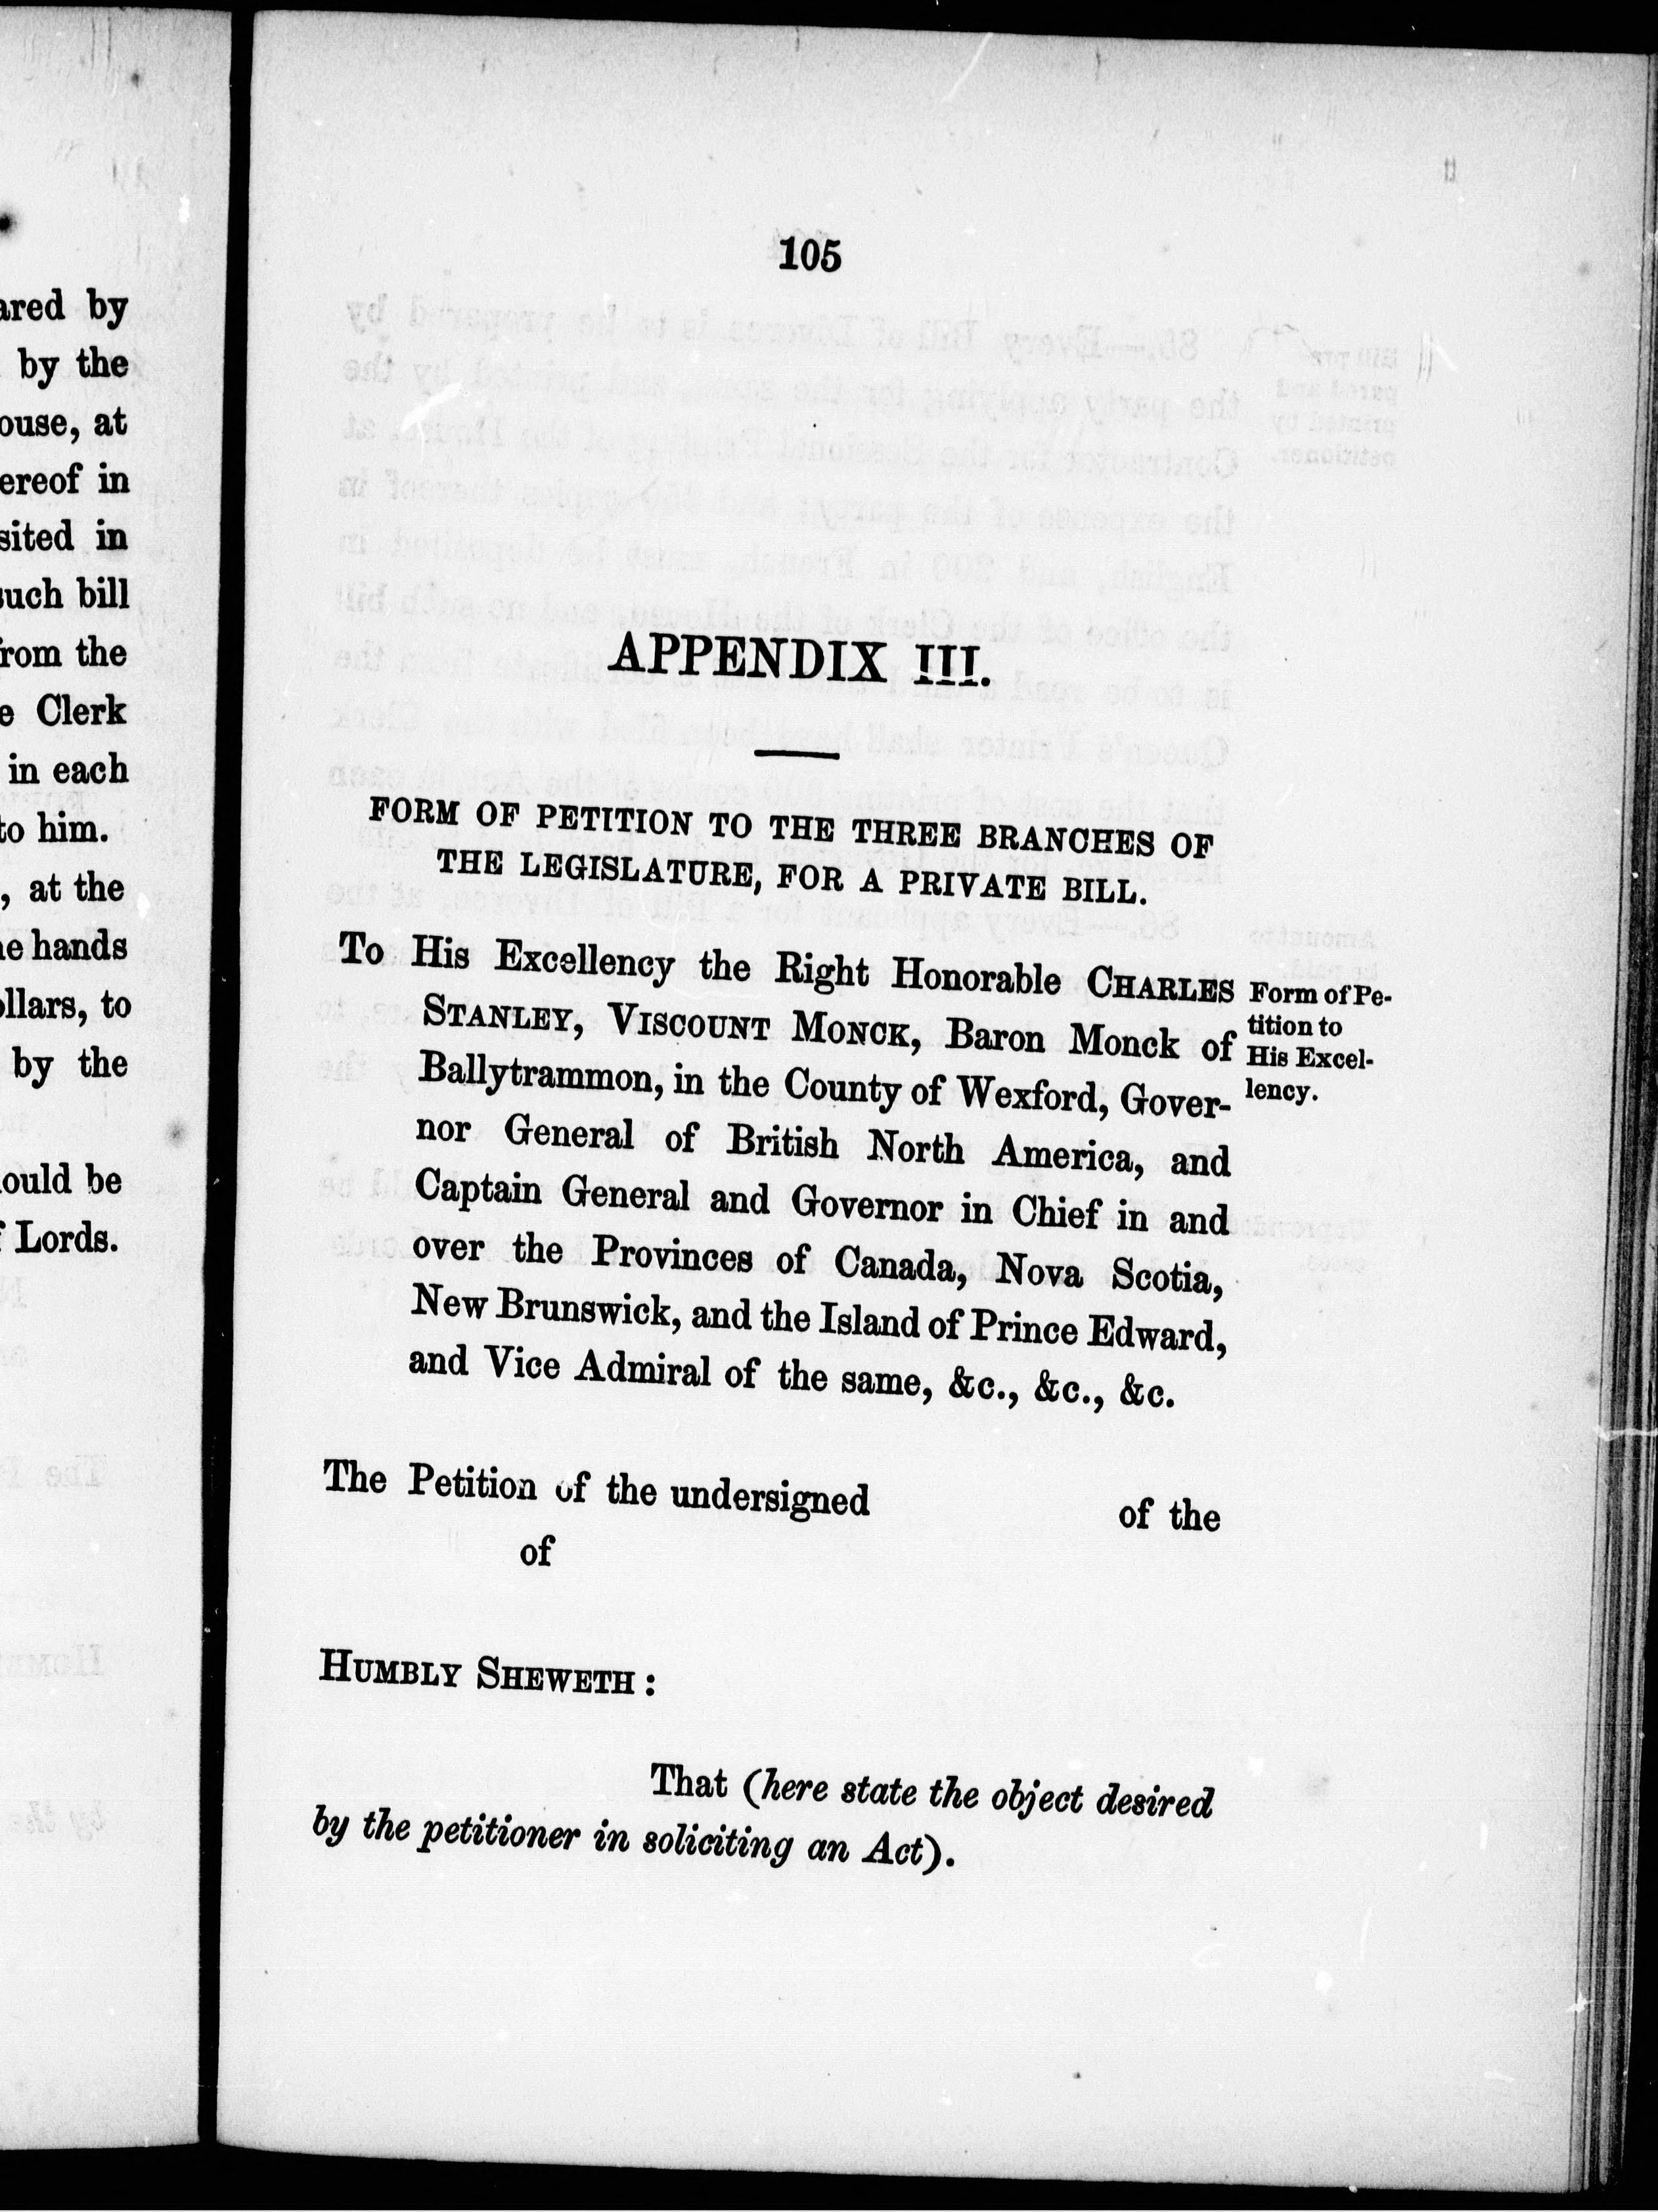 ared by
by the
ouse, at
ereof in
sited in
such bill
from the
e Clerk
in each
to him.
, at the
he hands
ollars, to
by the
ould be
f Lords.
105
APPENDIX III.
FORM OF PETITION TO THE THREE BRANCHES OF
THE LEGISLATURE, FOR A PRIVATE BILL.
To His Excellency the Right Honorable CHARLES
STANLEY, VISCOUNT MONCK, Baron Monck of
Ballytrammon, in the County of Wexford, Gover-
nor General of British North America, and
Captain General and Governor in Chief in and
over the Provinces of Canada, Nova Scotia,
New Brunswick, and the Island of Prince Edward,
and Vice Admiral of the same, &c., &c., &c.
Form of Pe-
tition to
His Excel-
lency.
The Petition of the undersigned of the
of
HUMBLY SHEWETH :
That (here state the object desired
by the petitioner in soliciting an Act).